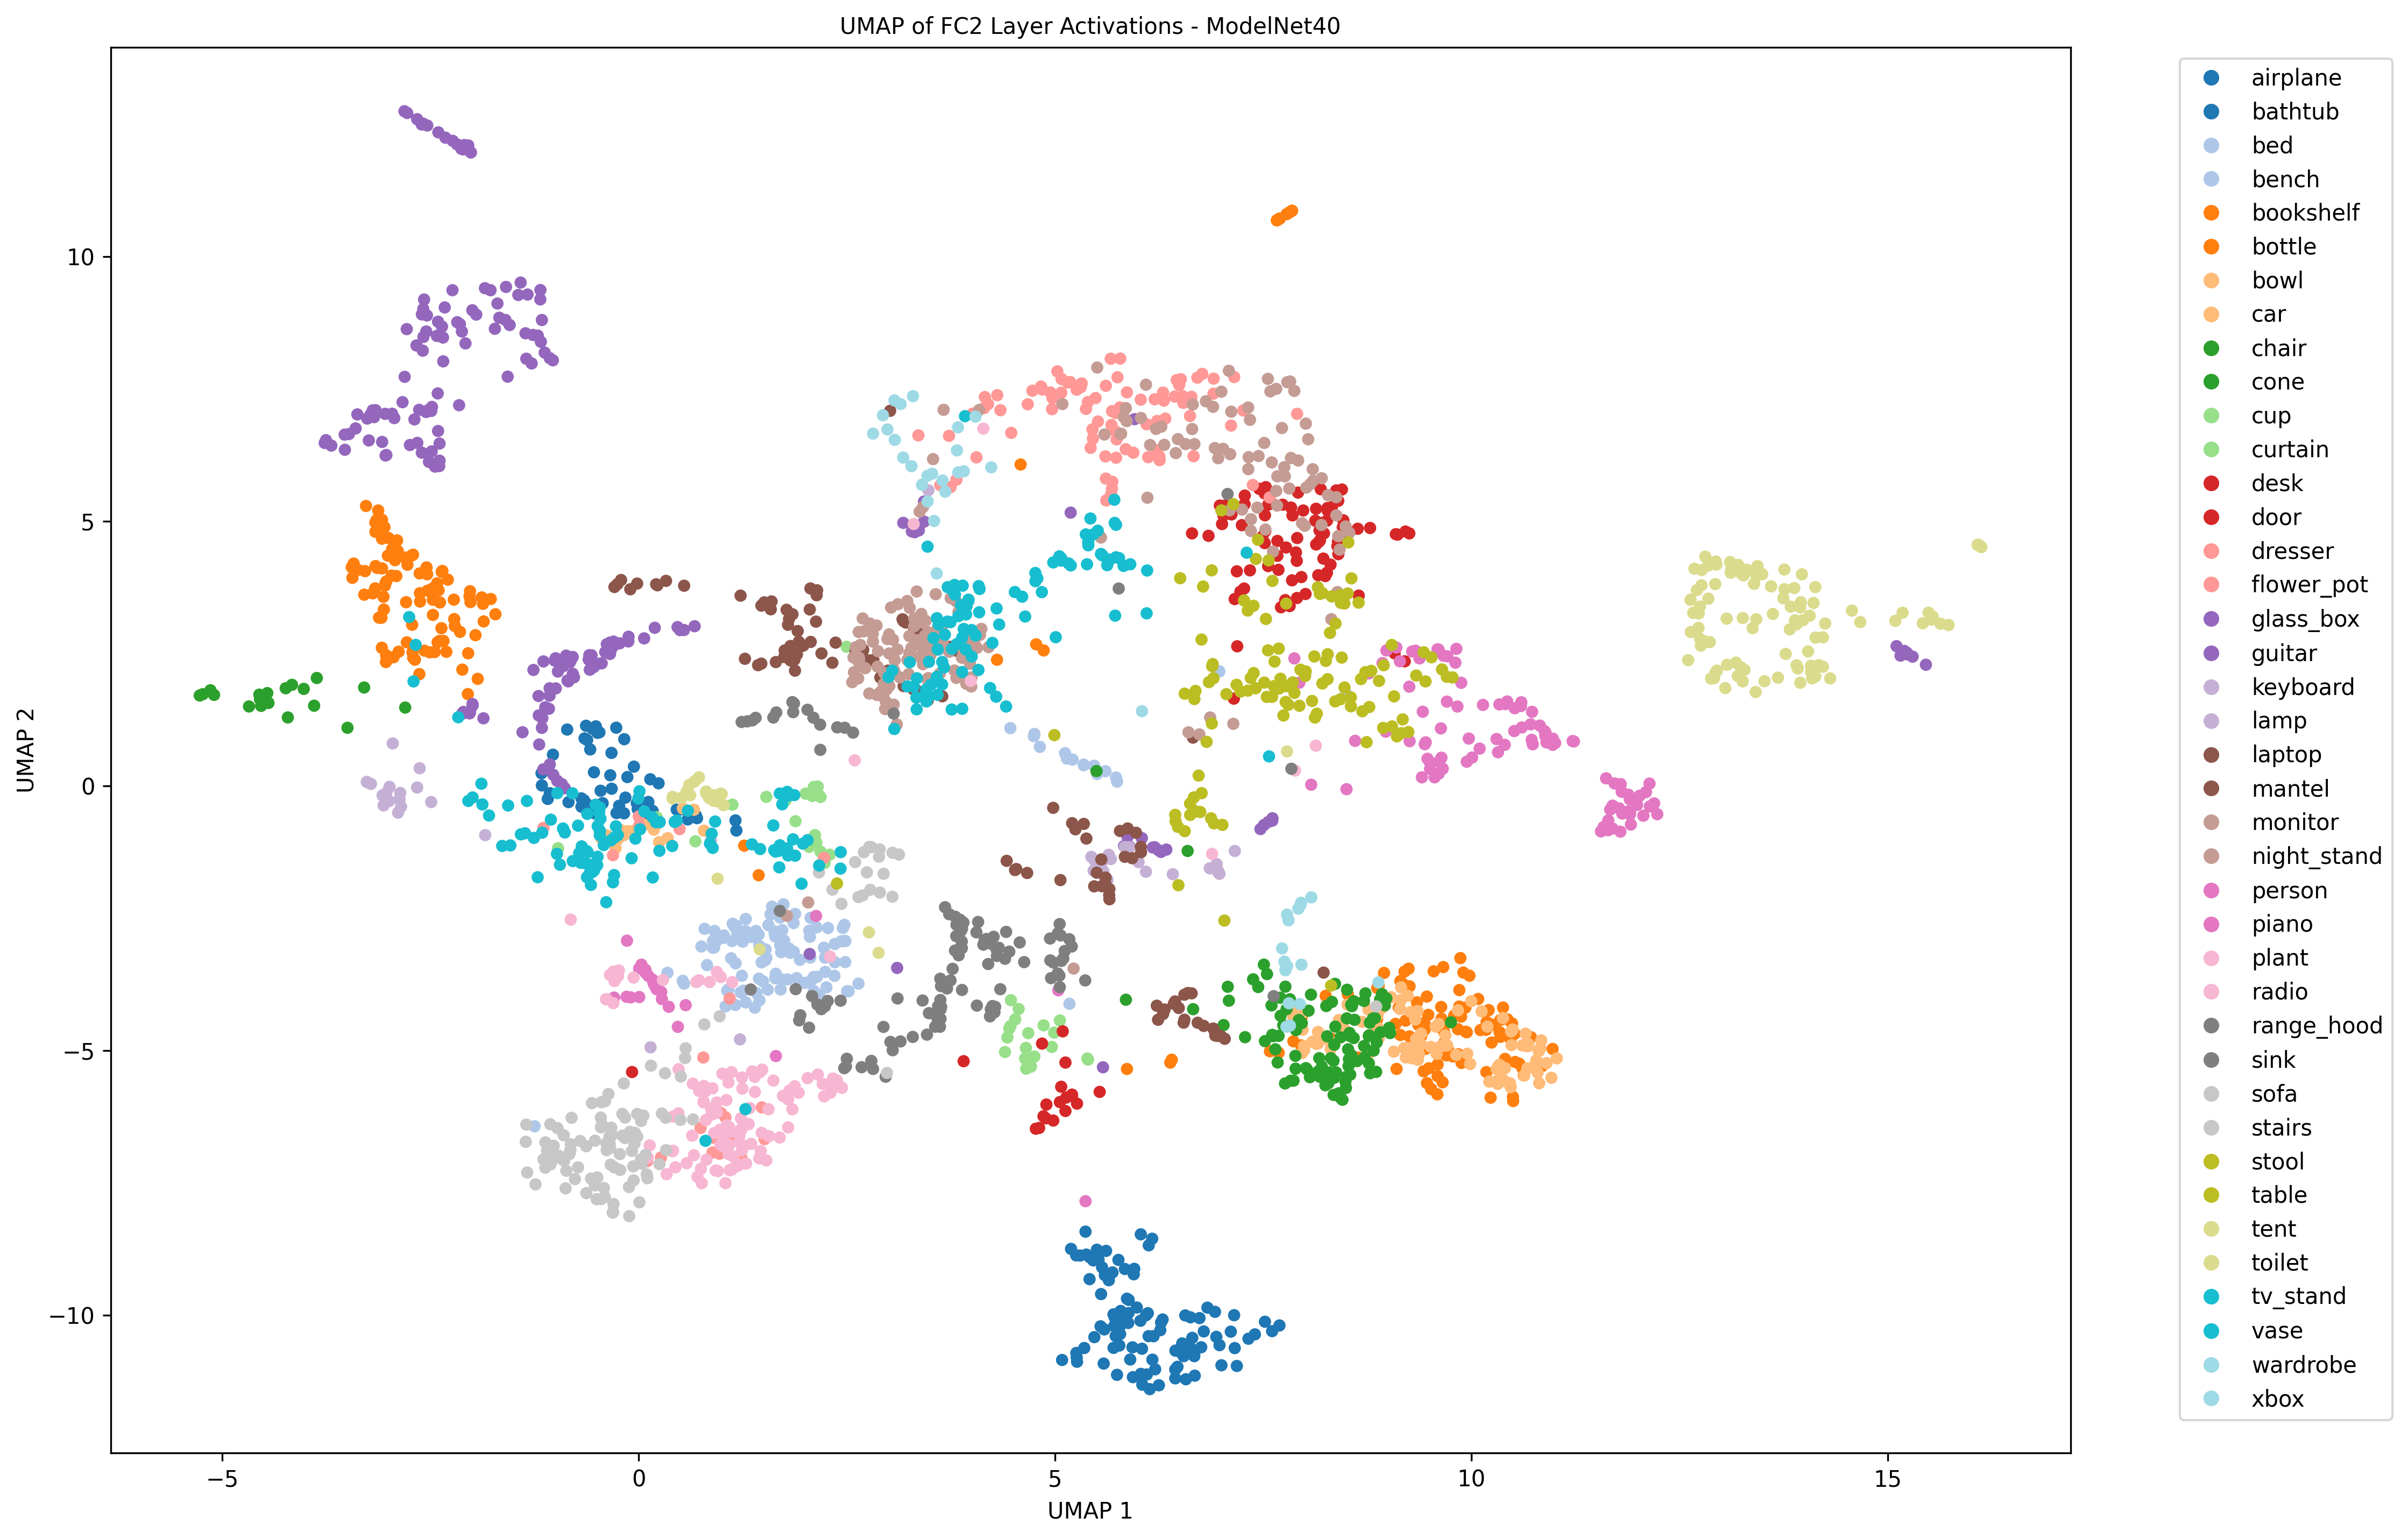 UMAP of FC2 Layer Activations - ModelNet40
UMAP 2
10
5
0
−5
−10
−5
0
5
10
15
UMAP 1
airplane
bathtub
bed
bench
bookshelf
bottle
bowl
car
chair
cone
cup
curtain
desk
door
dresser
flower_pot
glass_box
guitar
keyboard
lamp
laptop
mantel
monitor
night_stand
person
piano
plant
radio
range_hood
sink
sofa
stairs
stool
table
tent
toilet
tv_stand
vase
wardrobe
xbox